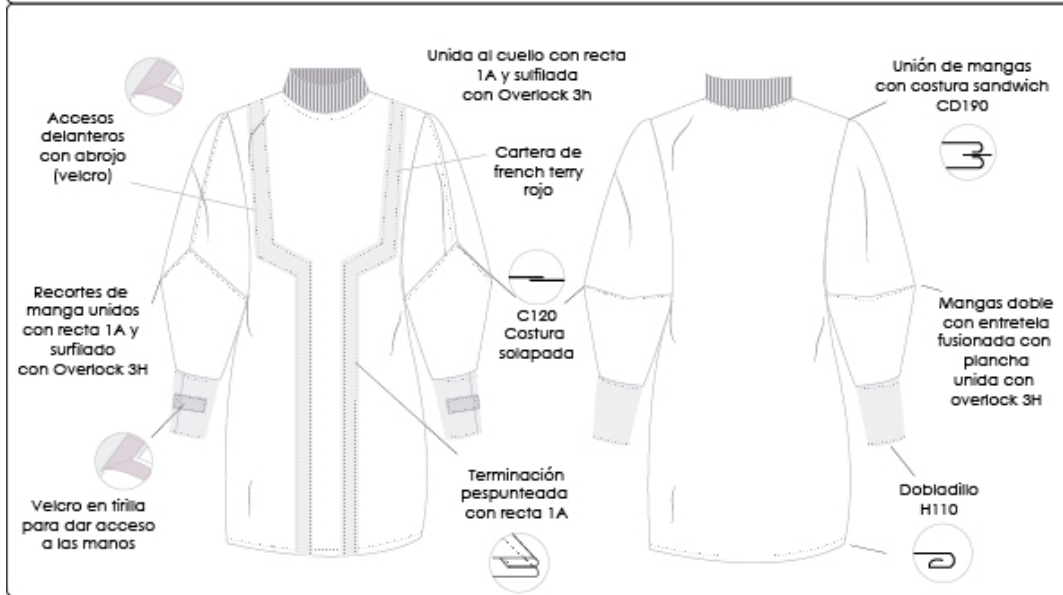 Unida al cuello con recta
1A y sulfilada
con Overlock 3h
Unión de mangas
con costura sandwich
CD190
Accesos
delanteros
con abrojo
(velcro)
Cartera de
french terry
rojo
Recortes de
manga unidos
con recta 1A y
surfilado
con Overlock 3H
C120
Costura
solapada
Mangas doble
con entretela
fusionada con
plancha
unida con
overlock 3H
Velcro en tirilla
para dar acceso
a las manos
Terminación
pespunteada
con recta 1A
Dobladillo
H110